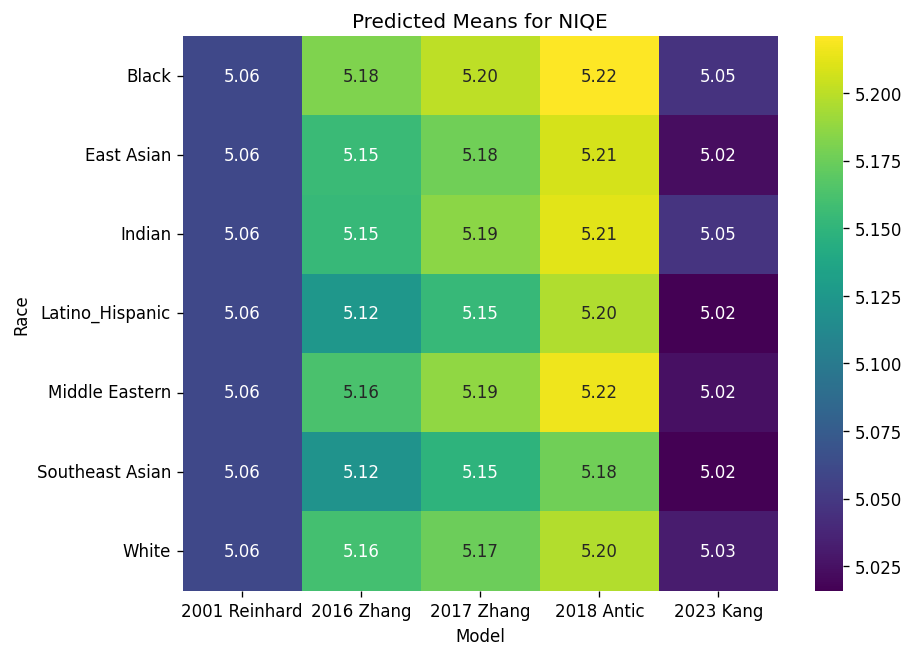 Predicted Means for NIQE
Race
Black 5.06 5.18 5.20 5.22 5.05
East Asian 5.06 5.15 5.18 5.21 5.02
Indian 5.06 5.15 5.19 5.21 5.05
Latino_Hispanic 5.06 5.12 5.15 5.20 5.02
Middle Eastern 5.06 5.16 5.19 5.22 5.02
Southeast Asian 5.06 5.12 5.15 5.18 5.02
White 5.06 5.16 5.17 5.20 5.03
2001 Reinhard 2016 Zhang 2017 Zhang 2018 Antic 2023 Kang
Model
5.200
5.175
5.150
5.125
5.100
5.075
5.050
5.025